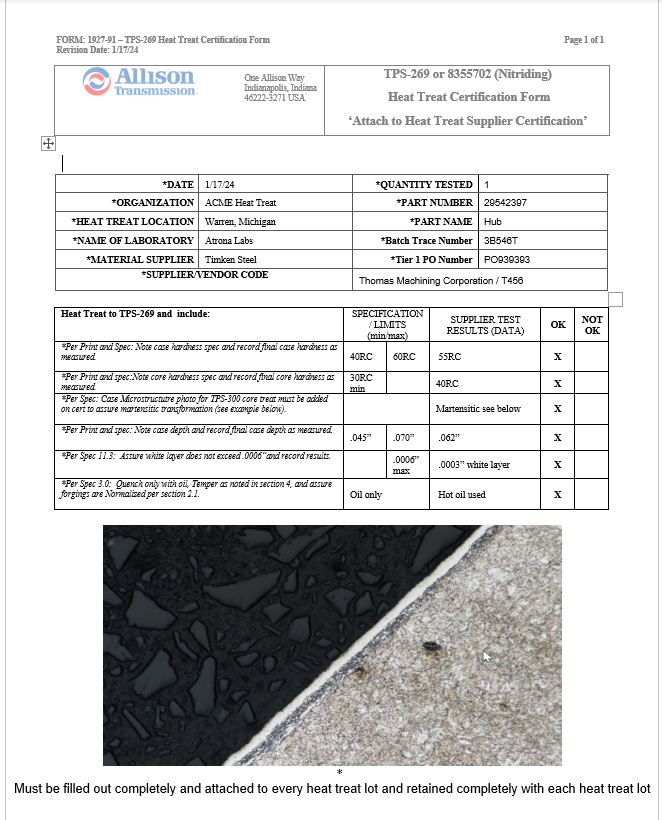 FORM: 1927-91 – TPS-269 Heat Treat Certification Form
Page 1 of 1
Revision Date: 1/17/24
Allison
Transmission.
One Allison Way
Indianapolis, Indiana
46222-3271 USA
TPS-269 or 8355702 (Nitriding)
Heat Treat Certification Form
‘Attach to Heat Treat Supplier Certification’
*DATE 1/17/24 *QUANTITY TESTED 1
*ORGANIZATION ACME Heat Treat *PART NUMBER 29542397
*HEAT TREAT LOCATION Warren, Michigan *PART NAME Hub
*NAME OF LABORATORY Atrona Labs *Batch Trace Number 3B546T
*MATERIAL SUPPLIER Timken Steel *Tier 1 PO Number PO939393
*SUPPLIER/VENDOR CODE Thomas Machining Corporation / T456
Heat Treat to TPS-269 and include:
SPECIFICATION
/ LIMITS
(min/max)
SUPPLIER TEST
RESULTS (DATA)
OK
NOT
OK
*Per Print and Spec: Note case hardness spec and record final case hardness as
measured.
40RC 60RC 55RC X
*Per Print and spec:Note core hardness spec and record final core hardness as
measured.
30RC
min
40RC X
*Per Spec: Case Microstructure photo for TPS-300 core treat must be added
on cert to assure martensitic transformation (see example below).
Martensitic see below X
*Per Print and spec: Note case depth and record final case depth as measured.
.045” .070” .062” X
*Per Spec 11.3: Assure white layer does not exceed .0006“and record results.
.0006”
max
.0003” white layer X
*Per Spec 3.0: Quench only with oil, Temper as noted in section 4, and assure
forgings are Normalized per section 2.1.
Oil only Hot oil used X
*
Must be filled out completely and attached to every heat treat lot and retained completely with each heat treat lot